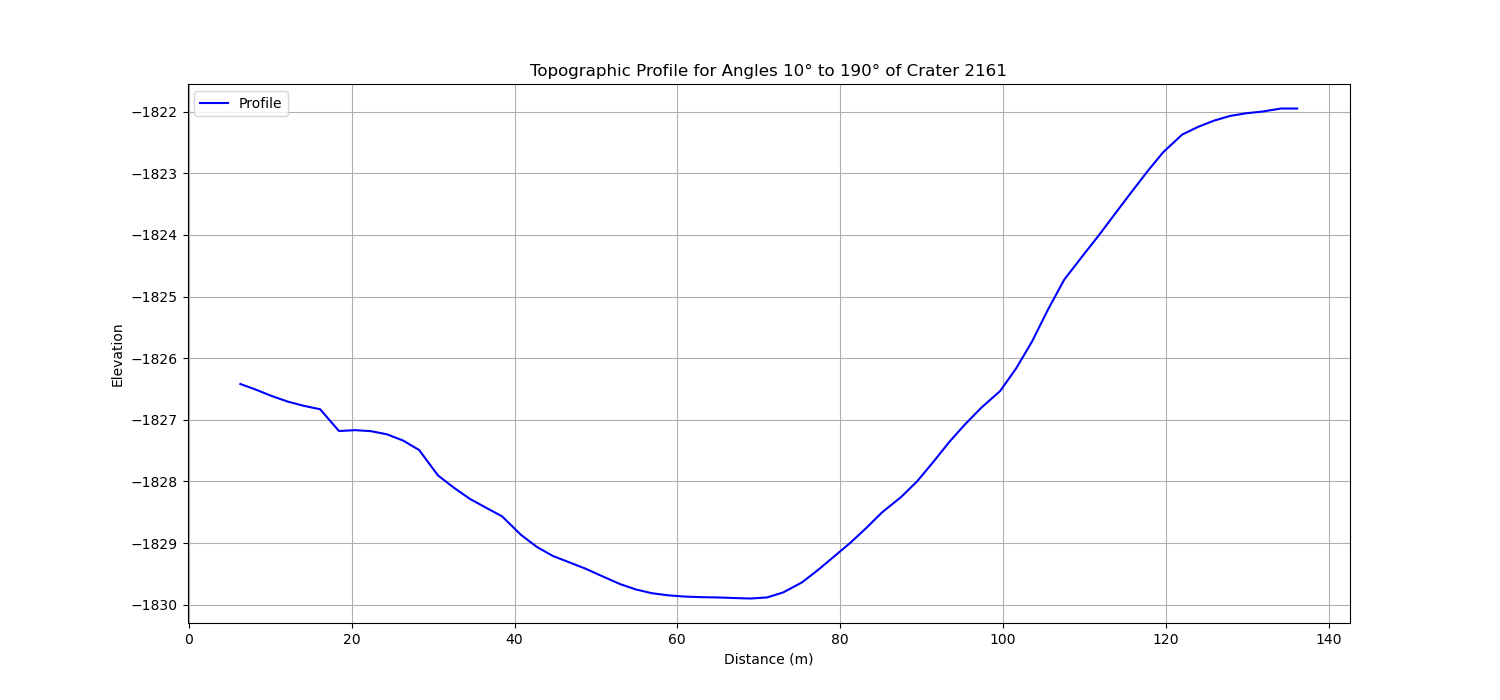 Topographic Profile for Angles 10° to 190° of Crater 2161
Profile
−1822
−1823
−1824
−1825
−1826
−1827
−1828
−1829
−1830
Elevation
0 20 40 60 80 100 120 140
Distance (m)